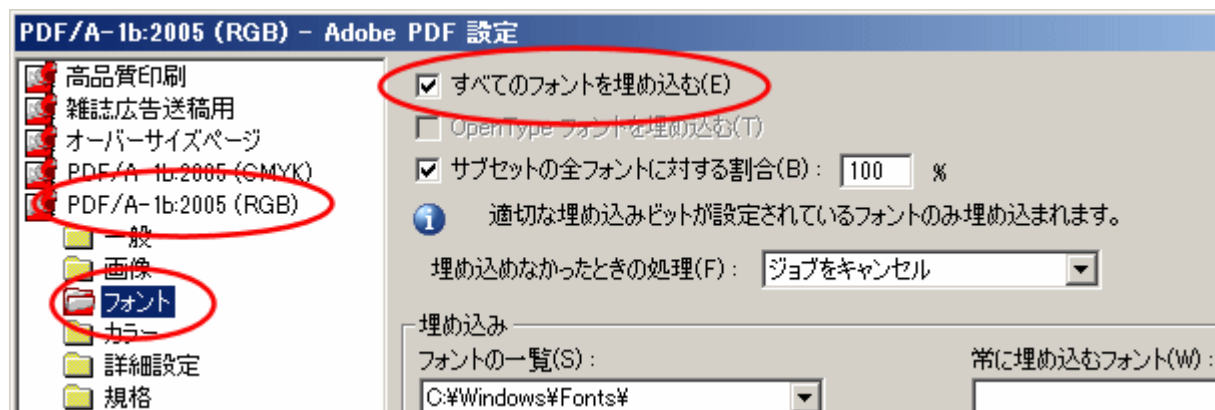 PDF/A-1b:2005 (RGB) - Adobe PDF 設定
高品質印刷
雑誌広告送稿用
オーバーサイズページ
PDF/A-1b:2005 (CMYK)
PDF/A-1b:2005 (RGB)
一般
画像
フォント
カラー
詳細設定
規格
すべてのフォントを埋め込む(E)
OpenType フォントを埋め込む(T)
サブセットの全フォントに対する割合(B): 100 %
適切な埋め込みビットが設定されているフォントのみ埋め込まれます。
埋め込めなかったときの処理(F): ジョブをキャンセル
埋め込み
フォントの一覧(S): 常に埋め込むフォント(W):
C:¥Windows¥Fonts¥